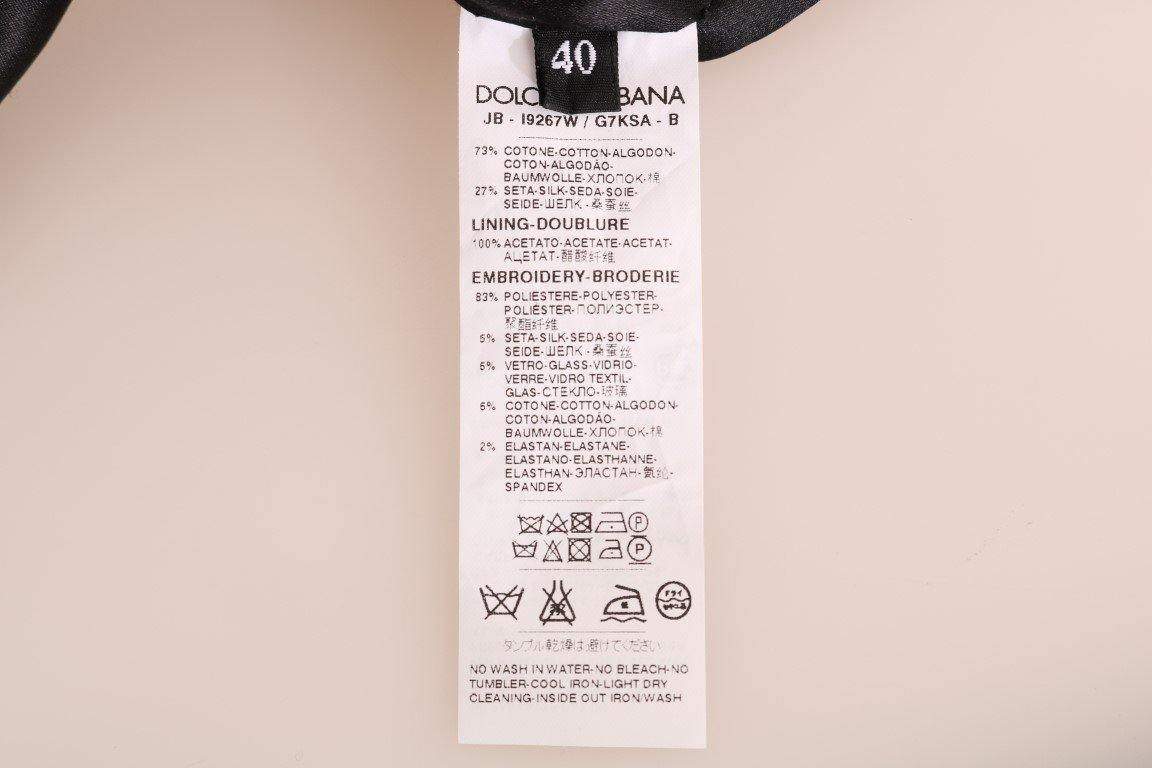 40
DOLC BANA
JB - I9267W / G7KSA - B
73% COTONE-COTTON-ALGODON-
COTON-ALGODÃO-
BAUMWOLLE-ХЛОПОК-棉
27% SETA-SILK-SEDA-SOIE-
SEIDE-ШЕЛК-桑蚕丝
LINING-DOUBLURE
100% ACETATO-ACETATE-ACETAT-
АЦЕТАТ-醋酸纤维
EMBROIDERY-BRODERIE
83% POLIESTERE-POLYESTER-
POLIÉSTER-ПОЛИЭСТЕР-
聚酯纤维
5% SETA-SILK-SEDA-SOIE-
SEIDE-ШЕЛК-桑蚕丝
5% VETRO-GLASS-VIDRIO-
VERRE-VIDRO TEXTIL-
GLAS-СТЕКЛО-玻璃
5% COTONE-COTTON-ALGODON-
COTON-ALGODÃO-
BAUMWOLLE-ХЛОПОК-棉
2% ELASTAN-ELASTANE-
ELASTANO-ELASTHANNE-
ELASTHAN-ЭЛАСТАН-氨纶-
SPANDEX
P
P
低 ドライ
タンブル乾燥は避けてください
NO WASH IN WATER-NO BLEACH-NO
TUMBLER-COOL IRON-LIGHT DRY
CLEANING-INSIDE OUT IRON/WASH